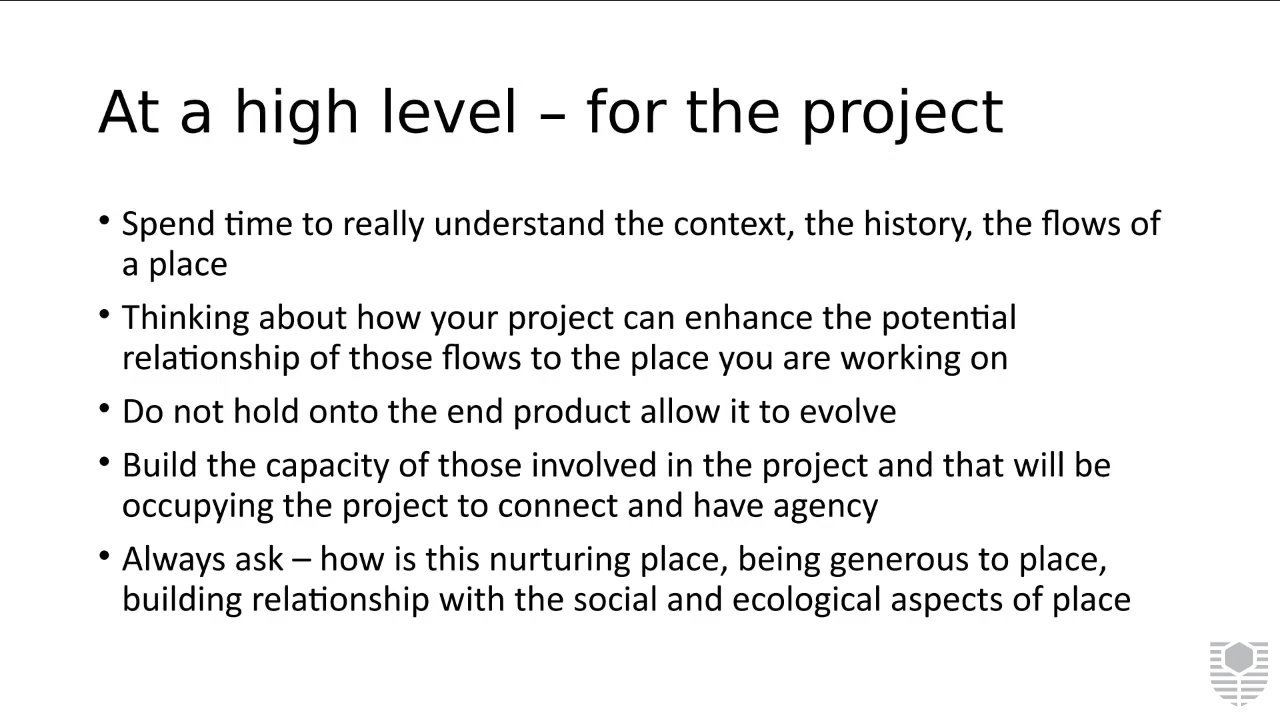 At a high level – for the project
• Spend time to really understand the context, the history, the flows of
a place
• Thinking about how your project can enhance the potential
relationship of those flows to the place you are working on
• Do not hold onto the end product allow it to evolve
• Build the capacity of those involved in the project and that will be
occupying the project to connect and have agency
• Always ask – how is this nurturing place, being generous to place,
building relationship with the social and ecological aspects of place